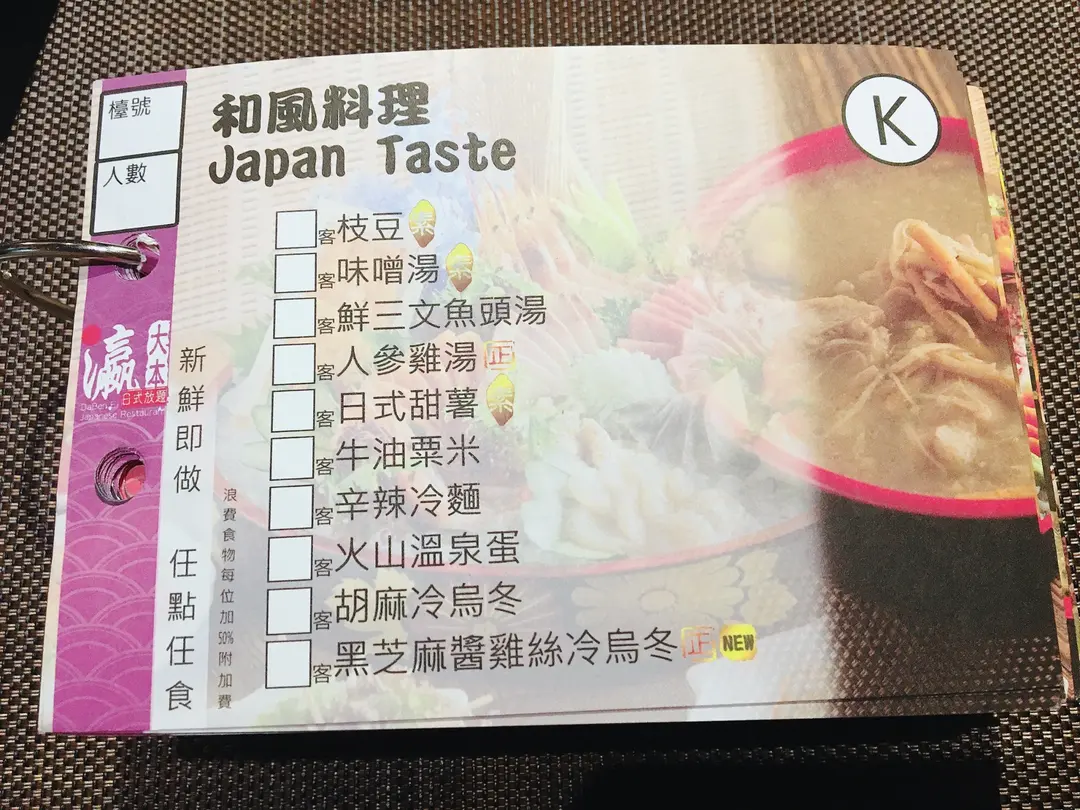 檯號
人數
和風料理
Japan Taste
K
客枝豆 素
客味噌湯 素
客鮮三文魚頭湯
客人參雞湯 正
客日式甜薯 素
客牛油粟米
客辛辣冷麵
客火山溫泉蛋
客胡麻冷烏冬
客黑芝麻醬雞絲冷烏冬 正 NEW
大本瀛
日式放題
Japanese Restaurant
新鮮即做 任點任食
浪費食物每位加50%附加費